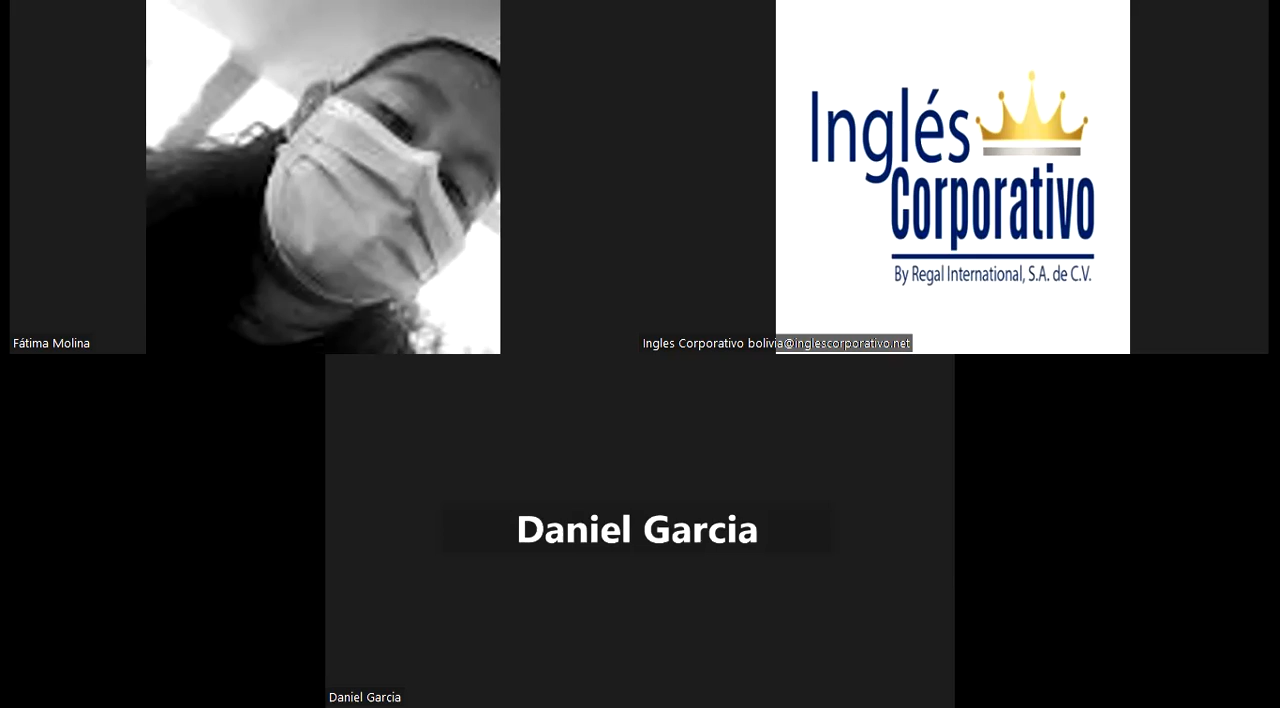 Inglés
Corporativo
By Regal International, S.A. de C.V.
Fátima Molina
Ingles Corporativo bolivia@inglescorporativo.net
Daniel Garcia
Daniel Garcia